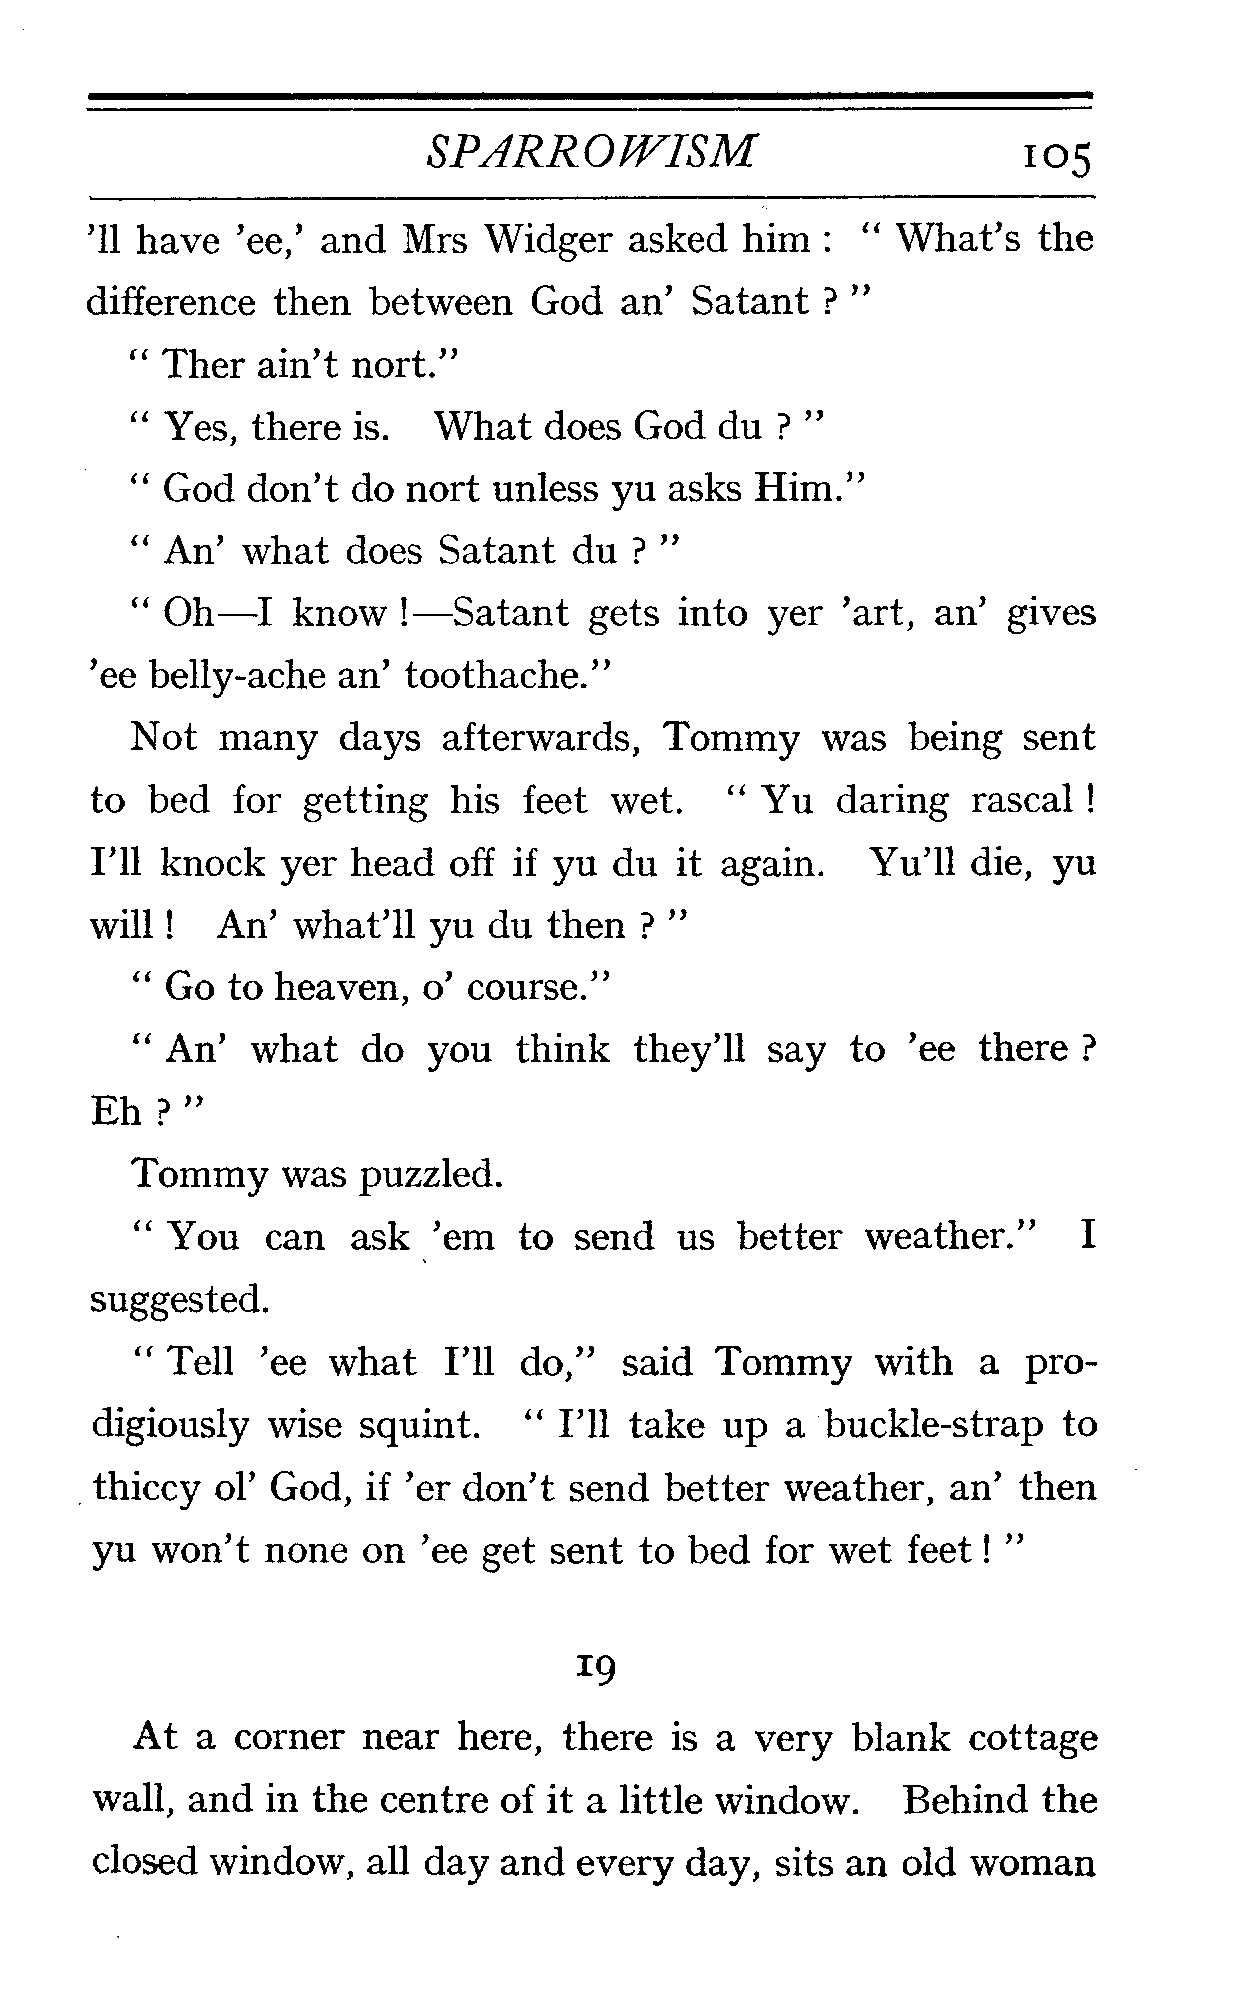 SPARROWISM 105
'll have 'ee,' and Mrs Widger asked him : " What's the
difference then between God an' Satant ? "
" Ther ain't nort."
" Yes, there is. What does God du ? "
" God don't do nort unless yu asks Him."
" An' what does Satant du ? "
" Oh—I know !—Satant gets into yer 'art, an' gives
'ee belly-ache an' toothache."
Not many days afterwards, Tommy was being sent
to bed for getting his feet wet. " Yu daring rascal !
I'll knock yer head off if yu du it again. Yu'll die, yu
will ! An' what'll yu du then ? "
" Go to heaven, o' course."
" An' what do you think they'll say to 'ee there ?
Eh ? "
Tommy was puzzled.
" You can ask 'em to send us better weather." I
suggested.
" Tell 'ee what I'll do," said Tommy with a pro-
digiously wise squint. " I'll take up a buckle-strap to
thiccy ol' God, if 'er don't send better weather, an' then
yu won't none on 'ee get sent to bed for wet feet ! "
19
At a corner near here, there is a very blank cottage
wall, and in the centre of it a little window. Behind the
closed window, all day and every day, sits an old woman